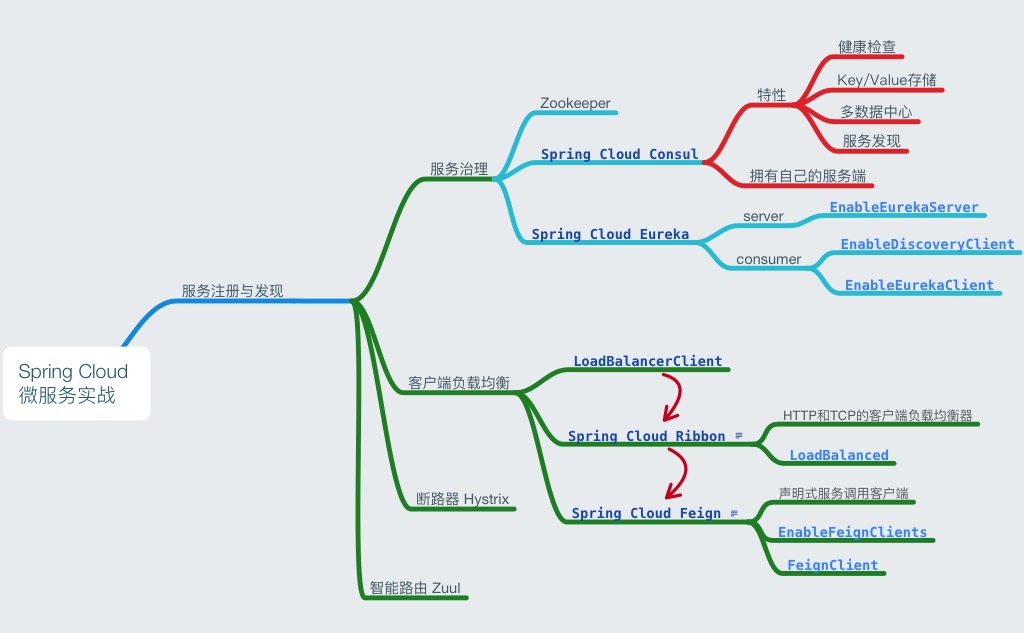 Spring Cloud
微服务实战
服务注册与发现
服务治理
Zookeeper
Spring Cloud Consul
特性
健康检查
Key/Value存储
多数据中心
服务发现
拥有自己的服务端
Spring Cloud Eureka
server
EnableEurekaServer
consumer
EnableDiscoveryClient
EnableEurekaClient
客户端负载均衡
LoadBalancerClient
Spring Cloud Ribbon
HTTP和TCP的客户端负载均衡器
LoadBalanced
Spring Cloud Feign
声明式服务调用客户端
EnableFeignClients
FeignClient
断路器 Hystrix
智能路由 Zuul